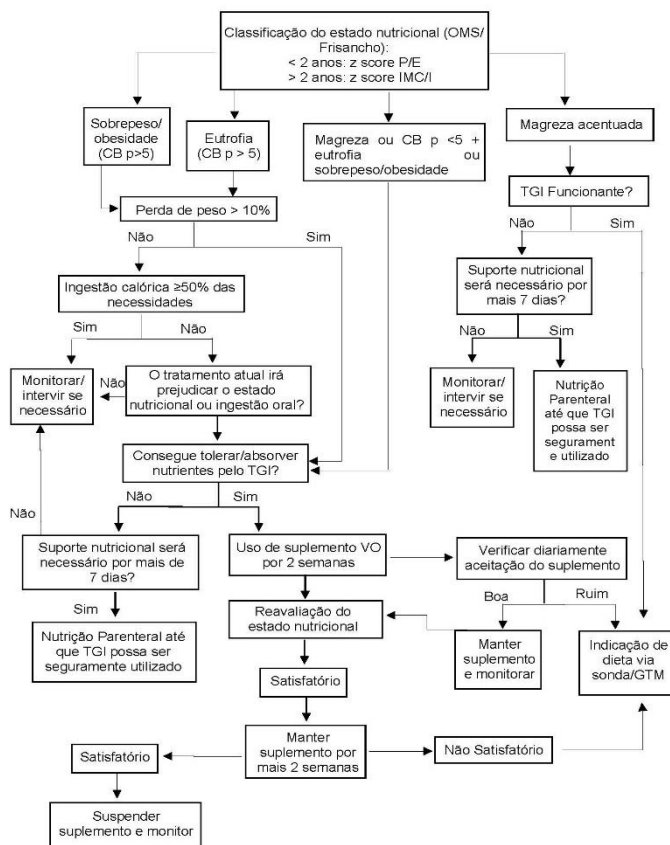 Classificação do estado nutricional (OMS/
Frisancho):
< 2 anos: z score P/E
> 2 anos: z score IMC/I
Sobrepeso/
obesidade
(CB p>5)
Eutrofia
(CB p > 5)
Magreza ou CB p <5 +
eutrofia ou
sobrepeso/obesidade
Magreza acentuada
Perda de peso > 10%
TGI Funcionante?
Não
Sim
Não
Sim
Ingestão calórica ≥50% das
necessidades
Suporte nutricional
será necessário por
mais 7 dias?
Sim
Não
Não
Sim
Monitorar/
intervir se
necessário
Não
O tratamento atual irá
prejudicar o estado
nutricional ou ingestão oral?
Monitorar/
intervir se
necessário
Nutrição
Parenteral
até que TGI
possa ser
segurament
e utilizado
Consegue tolerar/absorver
nutrientes pelo TGI?
Não
Não
Sim
Suporte nutricional será
necessário por mais de
7 dias?
Uso de suplemento VO
por 2 semanas
Verificar diariamente
aceitação do suplemento
Sim
Boa
Ruim
Nutrição Parenteral até
que TGI possa ser
seguramente utilizado
Reavaliação do
estado nutricional
Manter
suplemento
e monitorar
Indicação de
dieta via
sonda/GTM
Satisfatório
Manter
suplemento por
mais 2 semanas
Satisfatório
Não Satisfatório
Suspender
suplemento e monitor